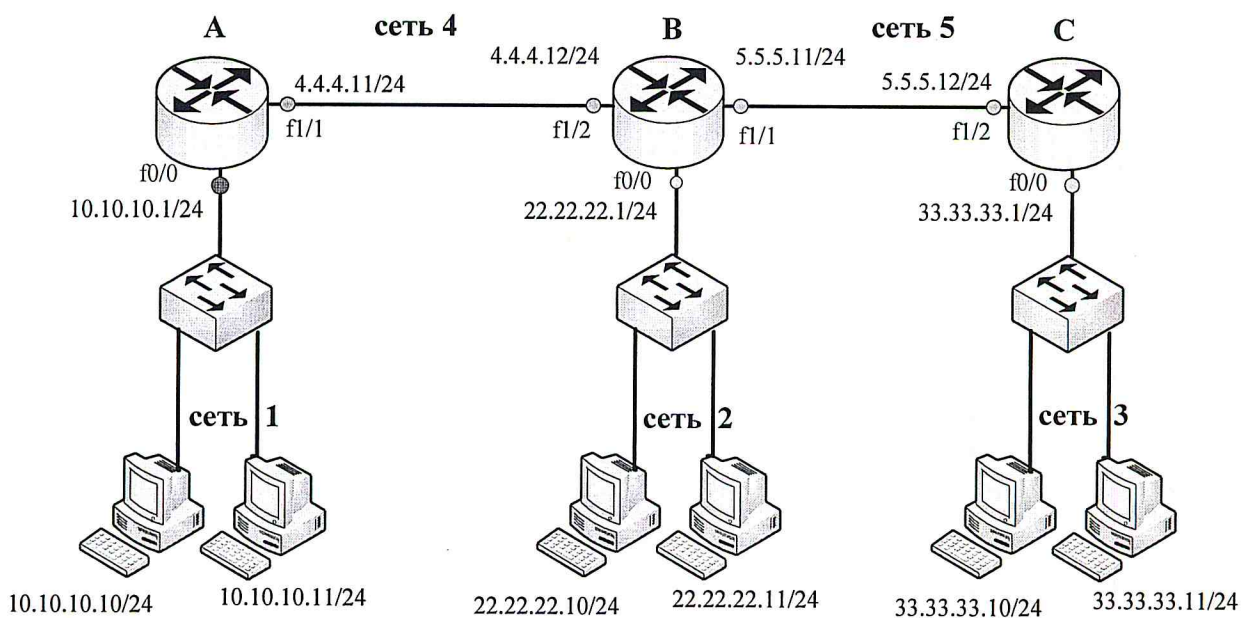 A
сеть 4
B
сеть 5
C
4.4.4.11/24
4.4.4.12/24
5.5.5.11/24
5.5.5.12/24
f1/1
f1/2
f1/1
f1/2
f0/0
f0/0
f0/0
10.10.10.1/24
22.22.22.1/24
33.33.33.1/24
сеть 1
сеть 2
сеть 3
10.10.10.10/24
10.10.10.11/24
22.22.22.10/24
22.22.22.11/24
33.33.33.10/24
33.33.33.11/24